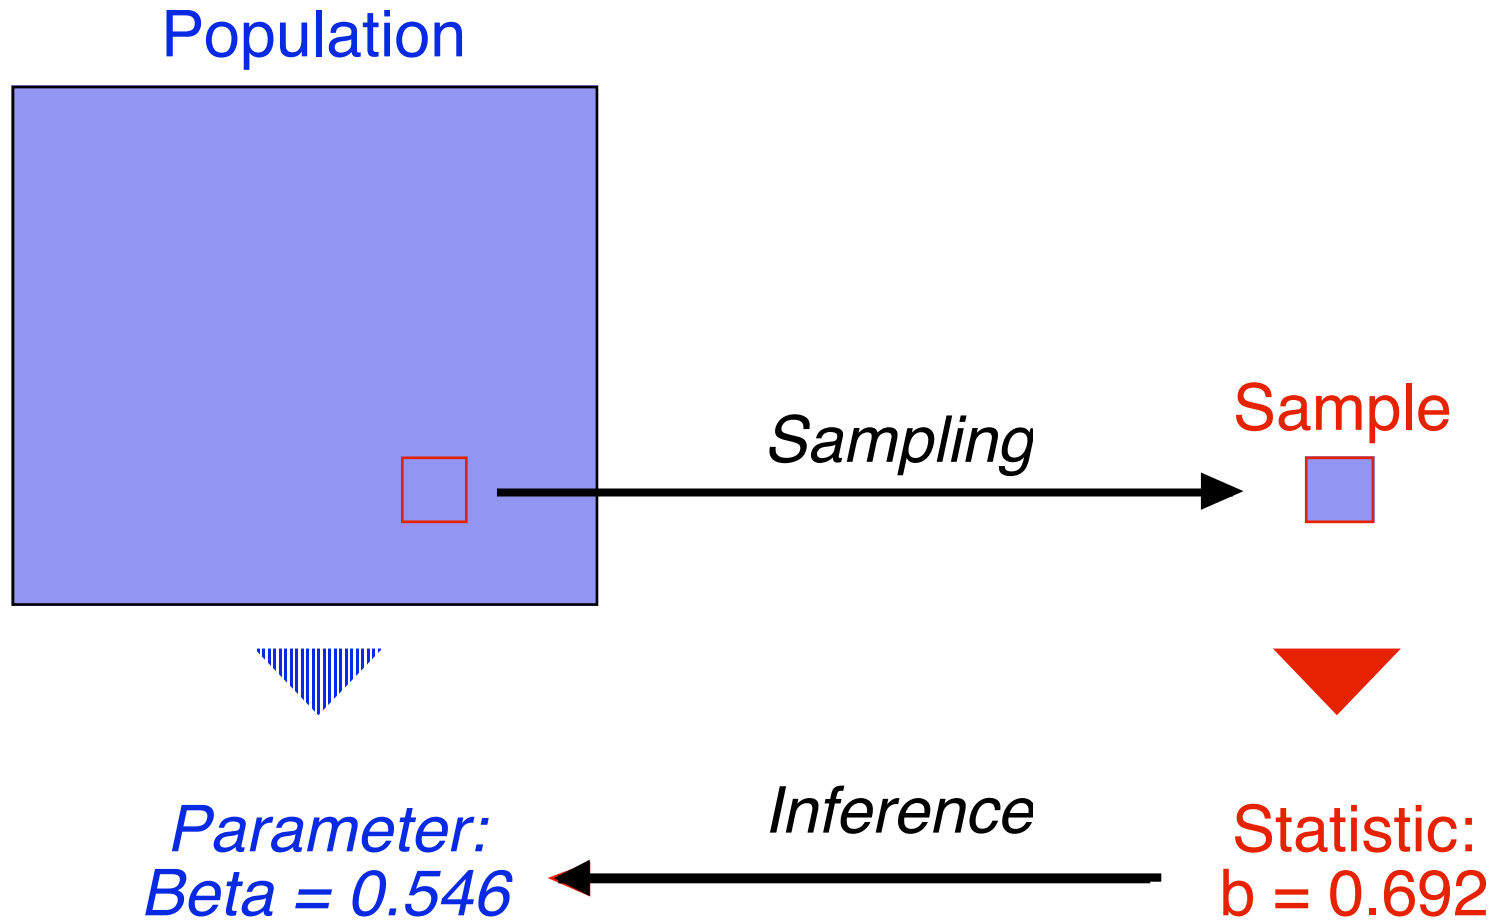 Population
Sampling
Sample
Inference
Parameter:
Beta = 0.546
Statistic:
b = 0.692